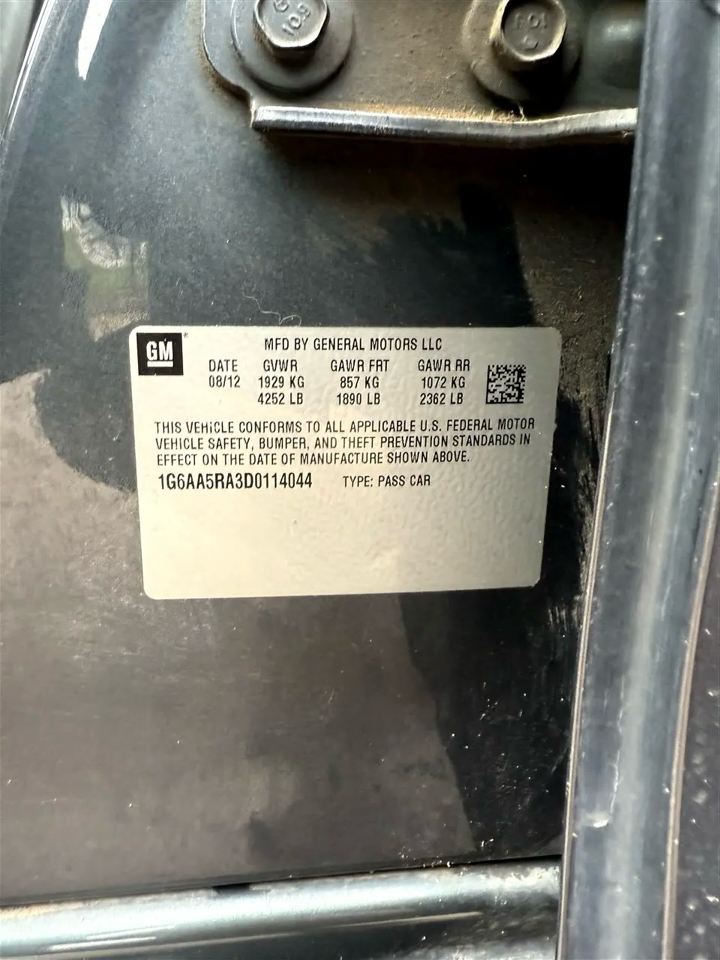 10.9
GM
MFD BY GENERAL MOTORS LLC
DATE GVWR GAWR FRT GAWR RR
08/12 1929 KG 857 KG 1072 KG
4252 LB 1890 LB 2362 LB
THIS VEHICLE CONFORMS TO ALL APPLICABLE U.S. FEDERAL MOTOR
VEHICLE SAFETY, BUMPER, AND THEFT PREVENTION STANDARDS IN
EFFECT ON THE DATE OF MANUFACTURE SHOWN ABOVE.
1G6AA5RA3D0114044 TYPE: PASS CAR